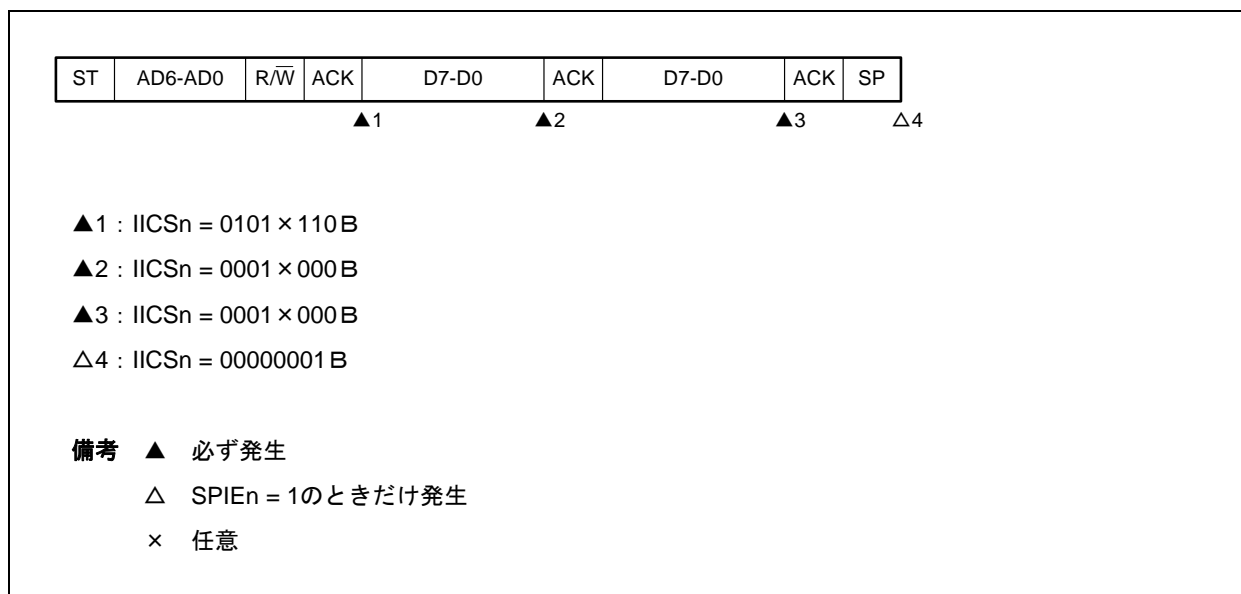 ST AD6-AD0 R/W̅ ACK D7-D0 ACK D7-D0 ACK SP
▲1 ▲2 ▲3 △4
▲1：IICSn = 0101×110B
▲2：IICSn = 0001×000B
▲3：IICSn = 0001×000B
△4：IICSn = 00000001B
備考 ▲ 必ず発生
△ SPIEn = 1のときだけ発生
× 任意